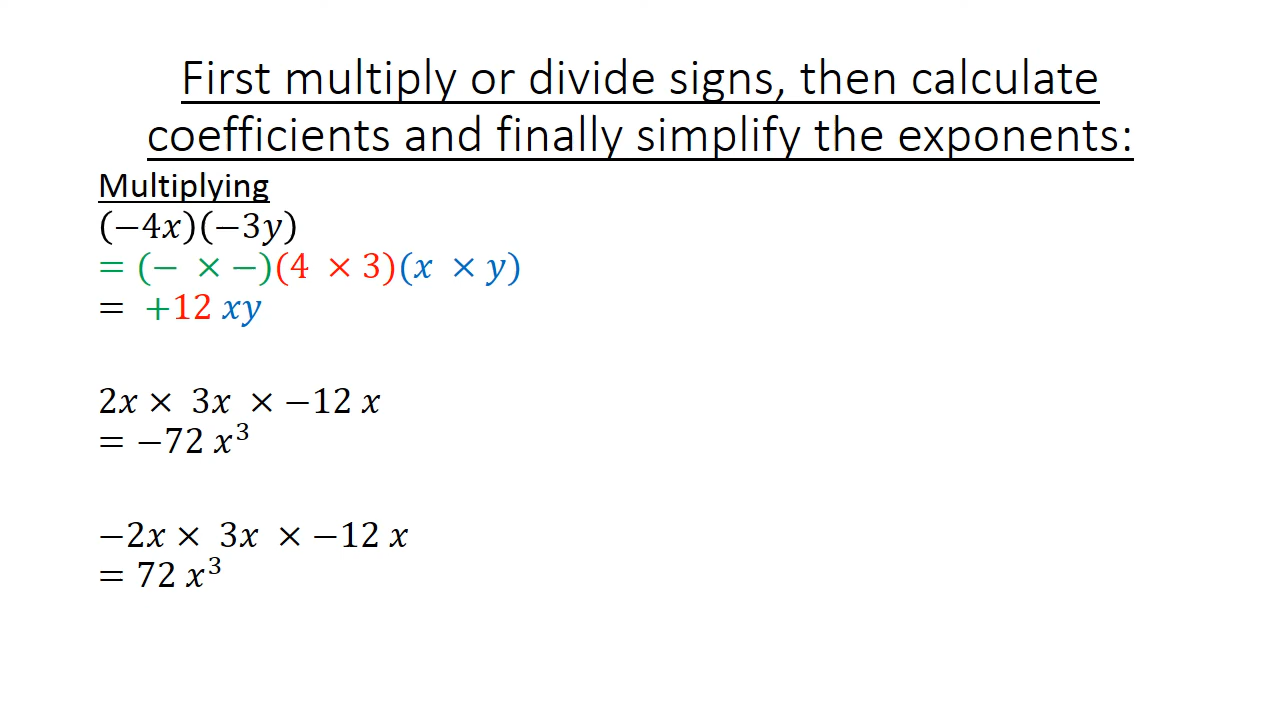 First multiply or divide signs, then calculate
coefficients and finally simplify the exponents:
Multiplying
(−4x)(−3y)
= (− × −)(4 × 3)(x × y)
= +12 xy
2x × 3x × −12 x
= −72 x³
−2x × 3x × −12 x
= 72 x³